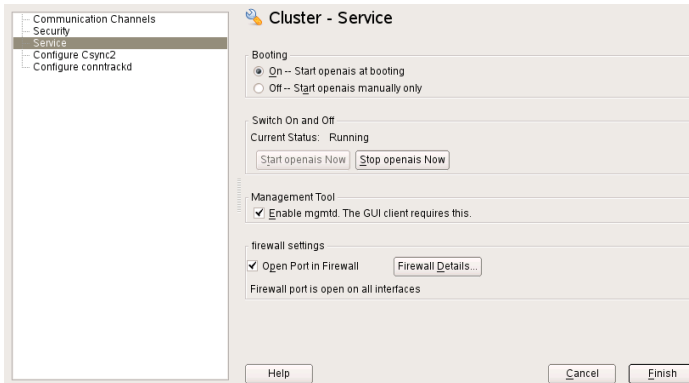 Communication Channels
Security
Service
Configure Csync2
Configure conntrackd
Cluster - Service
Booting
On -- Start openais at booting
Off -- Start openais manually only
Switch On and Off
Current Status: Running
Start openais Now Stop openais Now
Management Tool
Enable mgmtd. The GUI client requires this.
firewall settings
Open Port in Firewall Firewall Details...
Firewall port is open on all interfaces
Help Cancel Finish